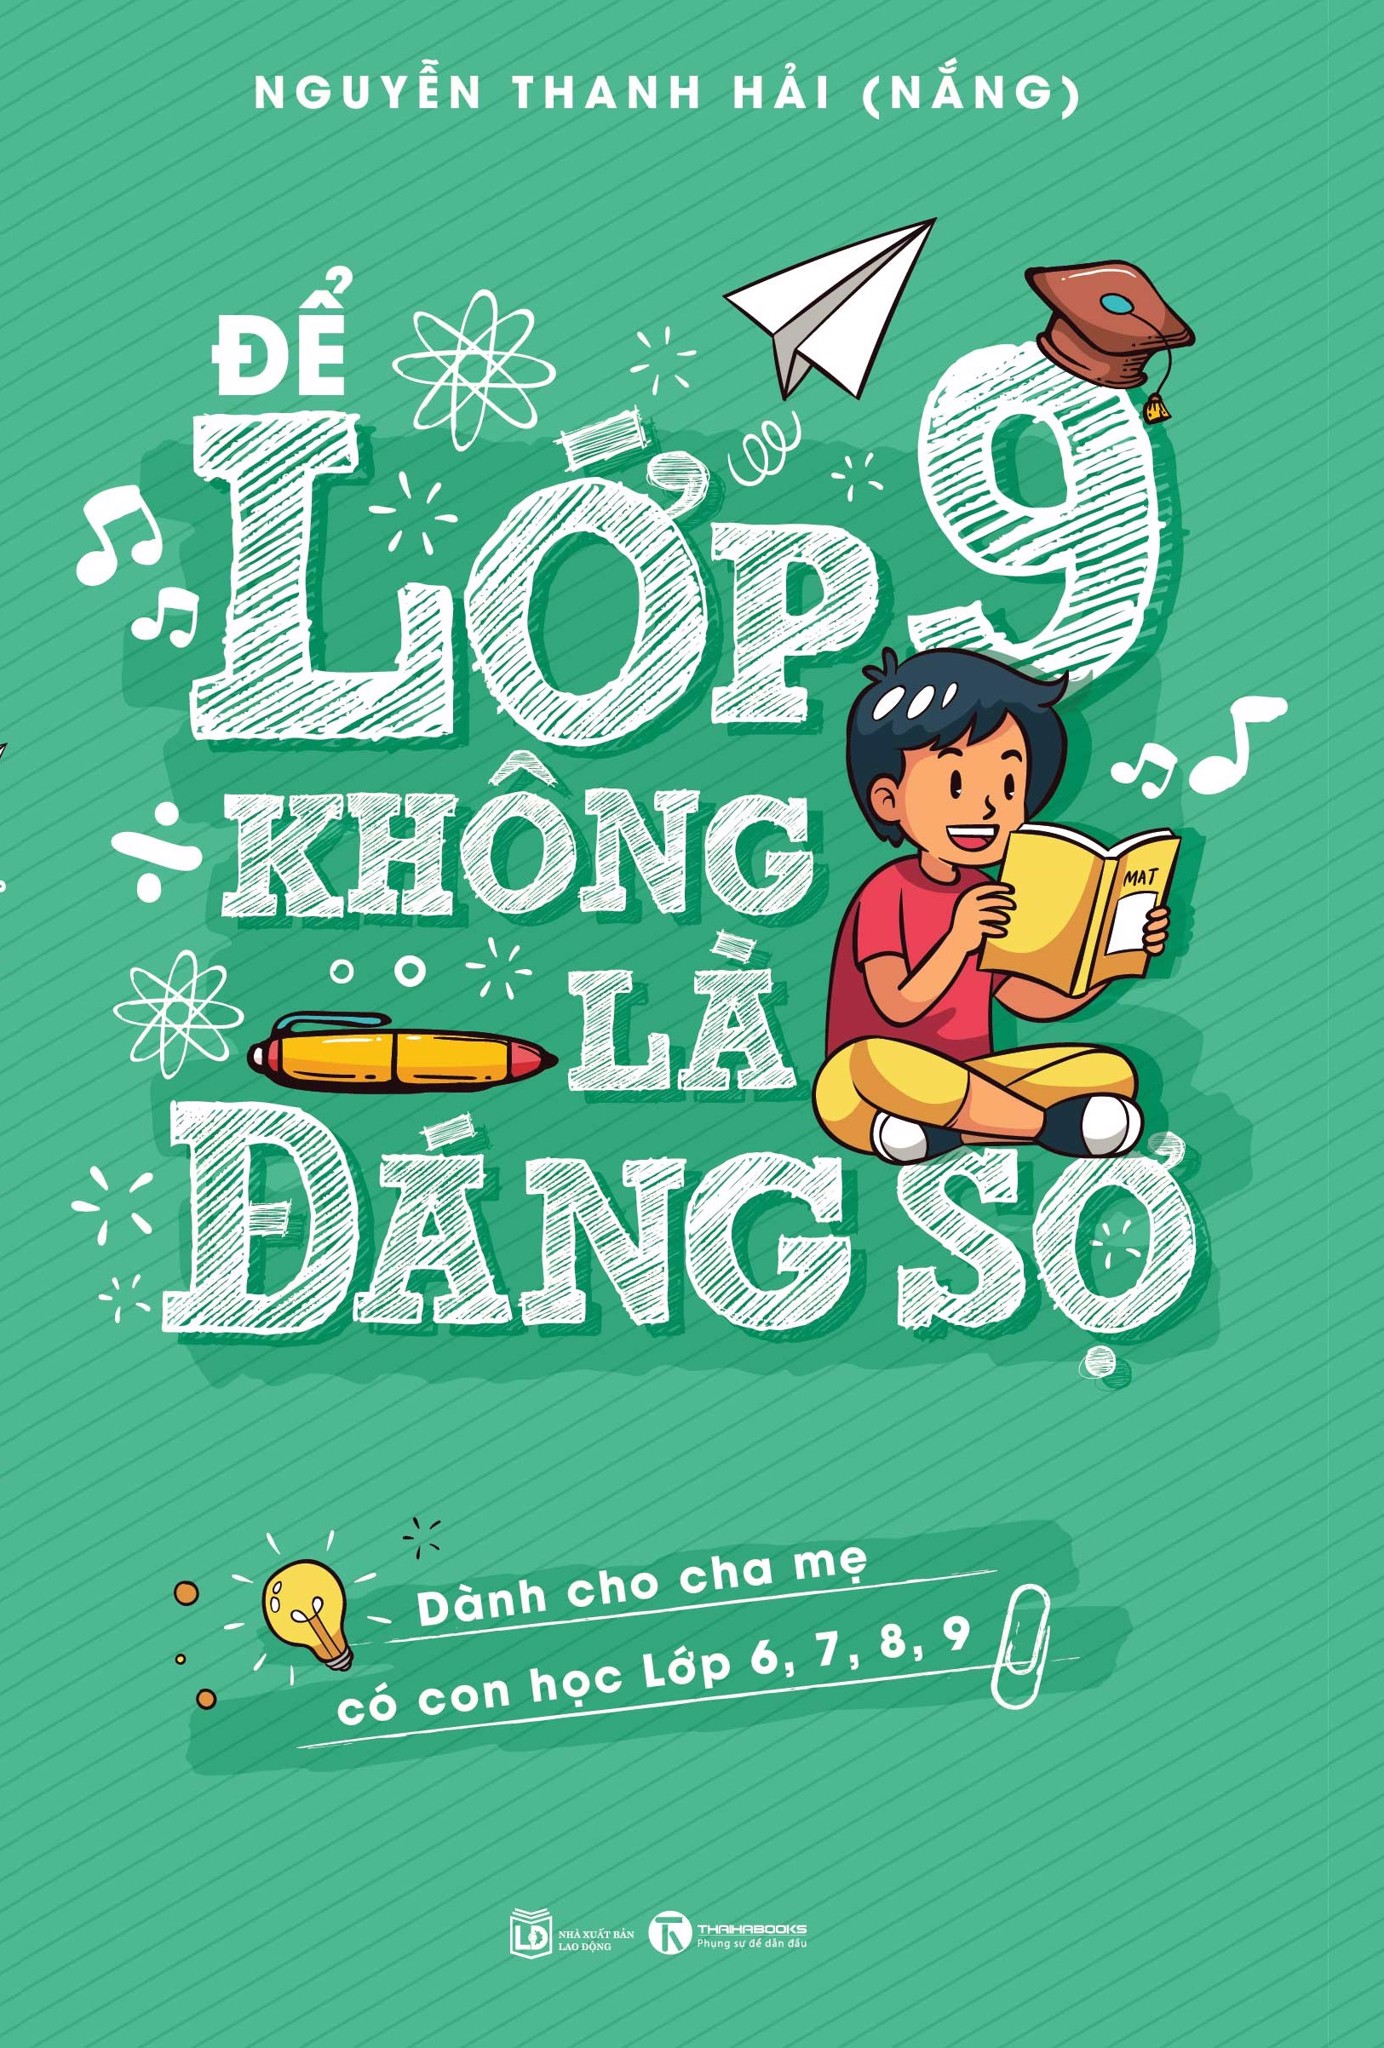 NGUYỄN THANH HẢI (NẮNG)
ĐỂ
LỚP 9
KHÔNG
LÀ
ĐÁNG SỢ
MAT
Dành cho cha mẹ
có con học Lớp 6, 7, 8, 9
LĐ
NHÀ XUẤT BẢN
LAO ĐỘNG
THAIHABOOKS
Phụng sự để dẫn đầu